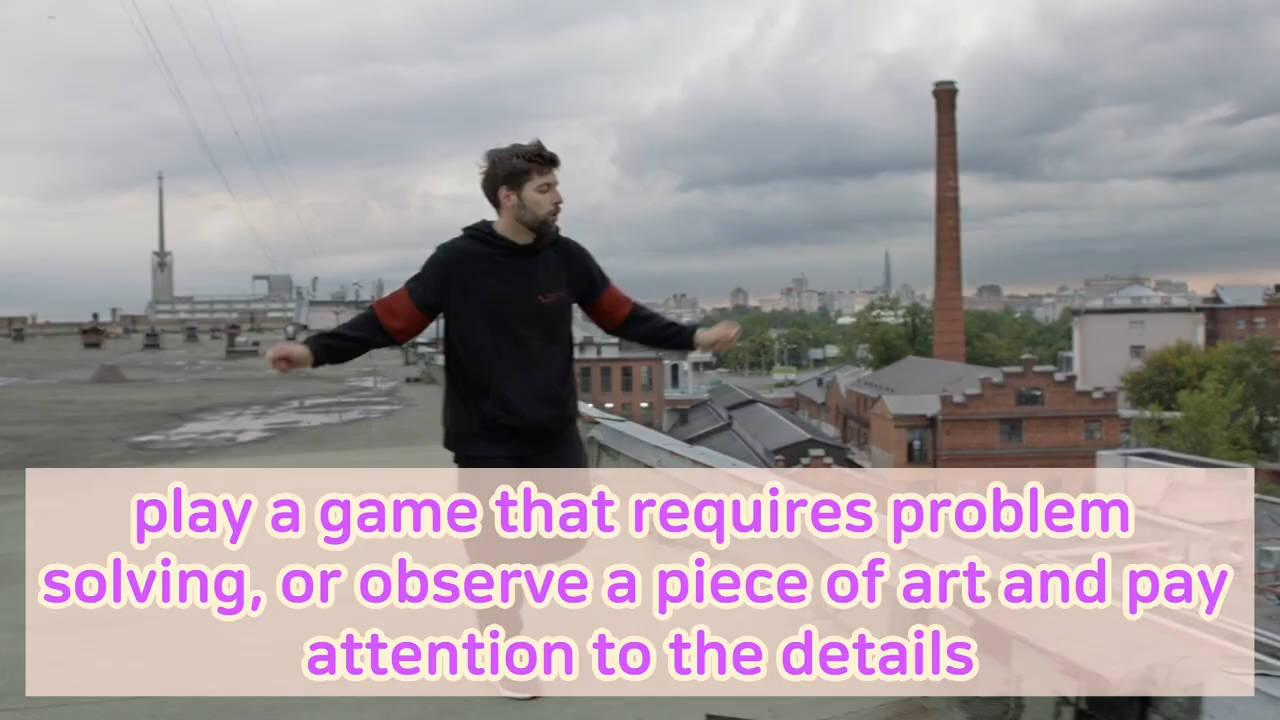 play a game that requires problem
solving, or observe a piece of art and pay
attention to the details